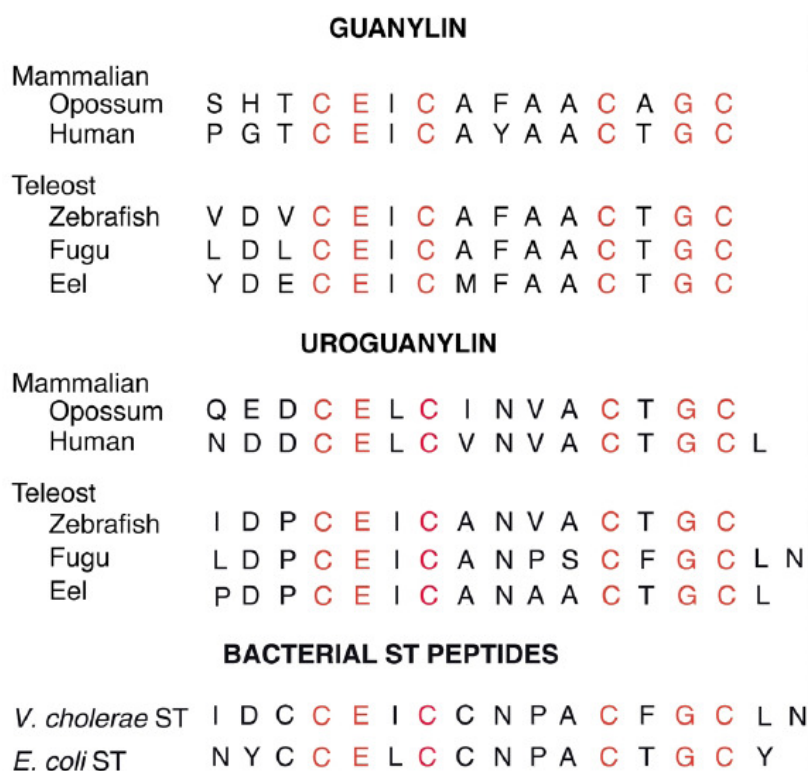 GUANYLIN
Mammalian
Opossum S H T C E I C A F A A C A G C
Human P G T C E I C A Y A A C T G C
Teleost
Zebrafish V D V C E I C A F A A C T G C
Fugu L D L C E I C A F A A C T G C
Eel Y D E C E I C M F A A C T G C
UROGUANYLIN
Mammalian
Opossum Q E D C E L C I N V A C T G C
Human N D D C E L C V N V A C T G C L
Teleost
Zebrafish I D P C E I C A N V A C T G C
Fugu L D P C E I C A N P S C F G C L N
Eel P D P C E I C A N A A C T G C L
BACTERIAL ST PEPTIDES
V. cholerae ST I D C C E I C C N P A C F G C L N
E. coli ST N Y C C E L C C N P A C T G C Y